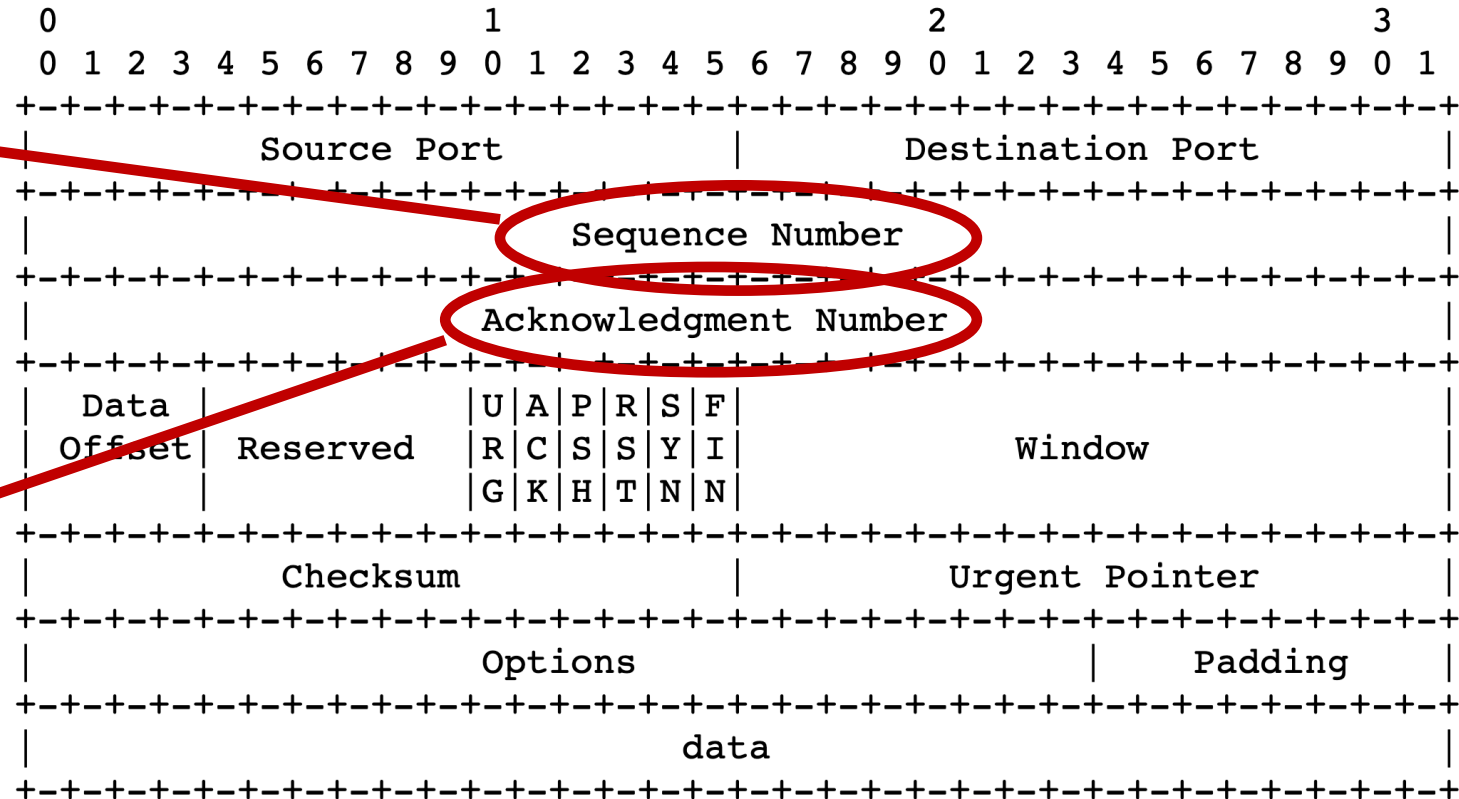 0                   1                   2                   3
0 1 2 3 4 5 6 7 8 9 0 1 2 3 4 5 6 7 8 9 0 1 2 3 4 5 6 7 8 9 0 1
+-+-+-+-+-+-+-+-+-+-+-+-+-+-+-+-+-+-+-+-+-+-+-+-+-+-+-+-+-+-+-+-+
|          Source Port          |       Destination Port        |
+-+-+-+-+-+-+-+-+-+-+-+-+-+-+-+-+-+-+-+-+-+-+-+-+-+-+-+-+-+-+-+-+
|                        Sequence Number                        |
+-+-+-+-+-+-+-+-+-+-+-+-+-+-+-+-+-+-+-+-+-+-+-+-+-+-+-+-+-+-+-+-+
|                    Acknowledgment Number                      |
+-+-+-+-+-+-+-+-+-+-+-+-+-+-+-+-+-+-+-+-+-+-+-+-+-+-+-+-+-+-+-+-+
|  Data |           |U|A|P|R|S|F|                               |
| Offset| Reserved  |R|C|S|S|Y|I|            Window             |
|       |           |G|K|H|T|N|N|                               |
+-+-+-+-+-+-+-+-+-+-+-+-+-+-+-+-+-+-+-+-+-+-+-+-+-+-+-+-+-+-+-+-+
|           Checksum            |         Urgent Pointer        |
+-+-+-+-+-+-+-+-+-+-+-+-+-+-+-+-+-+-+-+-+-+-+-+-+-+-+-+-+-+-+-+-+
|                    Options                    |    Padding    |
+-+-+-+-+-+-+-+-+-+-+-+-+-+-+-+-+-+-+-+-+-+-+-+-+-+-+-+-+-+-+-+-+
|                             data                              |
+-+-+-+-+-+-+-+-+-+-+-+-+-+-+-+-+-+-+-+-+-+-+-+-+-+-+-+-+-+-+-+-+